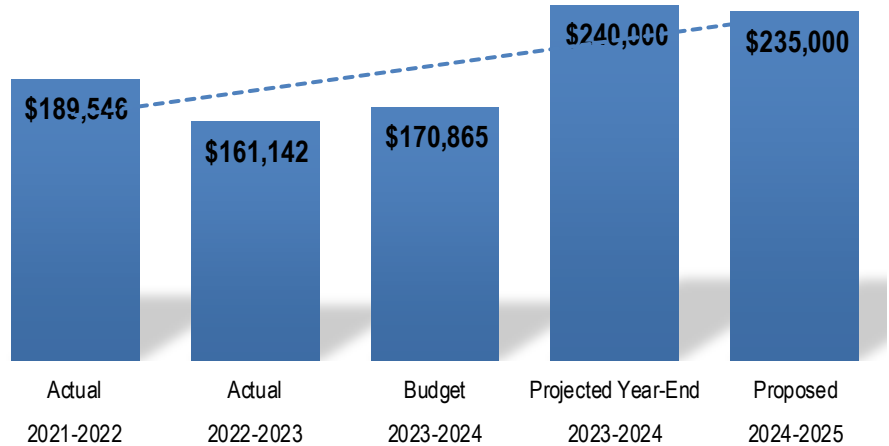 $240,000
$235,000
$189,546
$161,142
$170,865
Actual
2021-2022
Actual
2022-2023
Budget
2023-2024
Projected Year-End
2023-2024
Proposed
2024-2025